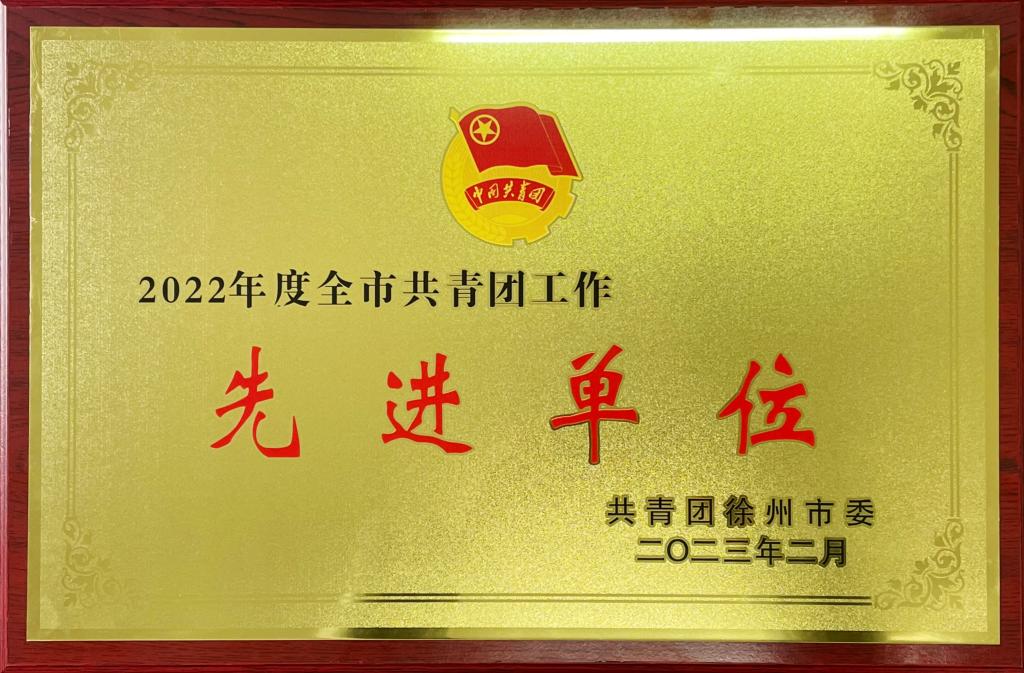 中国共青团
2022年度全市共青团工作
先进单位
共青团徐州市委
二〇二三年二月